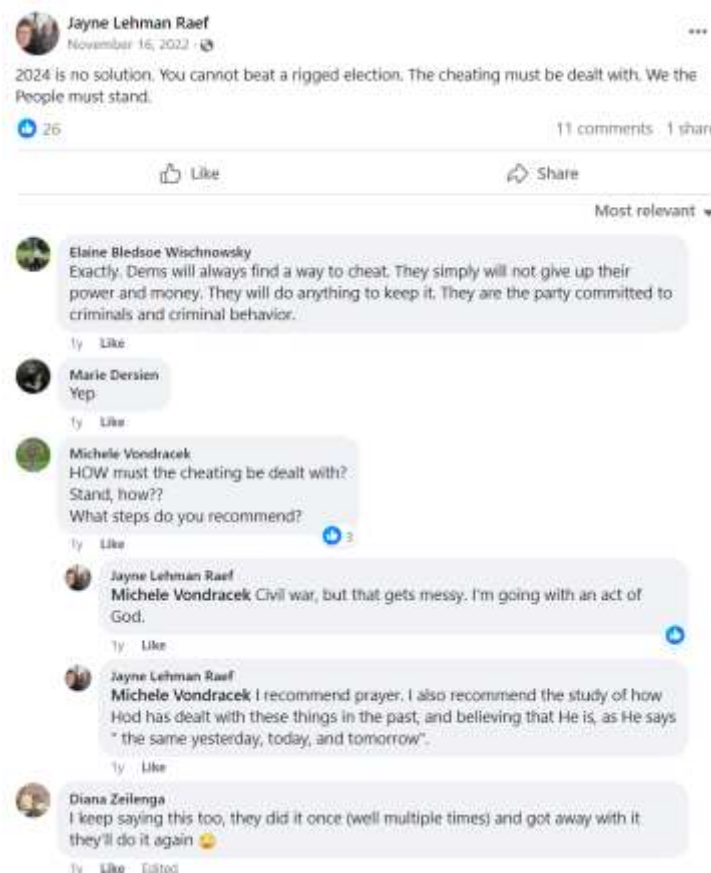 Jayne Lehman Raef
November 16, 2022 ·
2024 is no solution. You cannot beat a rigged election. The cheating must be dealt with. We the
People must stand.
26
11 comments 1 share
Like
Share
Most relevant
Elaine Bledsoe Wischnowsky
Exactly. Dems will always find a way to cheat. They simply will not give up their
power and money. They will do anything to keep it. They are the party committed to
criminals and criminal behavior.
1y Like
Marie Dersien
Yep
1y Like
Michele Vondracek
HOW must the cheating be dealt with?
Stand, how??
What steps do you recommend?
3
1y Like
Jayne Lehman Raef
Michele Vondracek Civil war, but that gets messy. I'm going with an act of
God.
1y Like
Jayne Lehman Raef
Michele Vondracek I recommend prayer. I also recommend the study of how
Hod has dealt with these things in the past, and believing that He is, as He says
" the same yesterday, today, and tomorrow".
1y Like
Diana Zeilenga
I keep saying this too, they did it once (well multiple times) and got away with it
they'll do it again
1y Like Edited